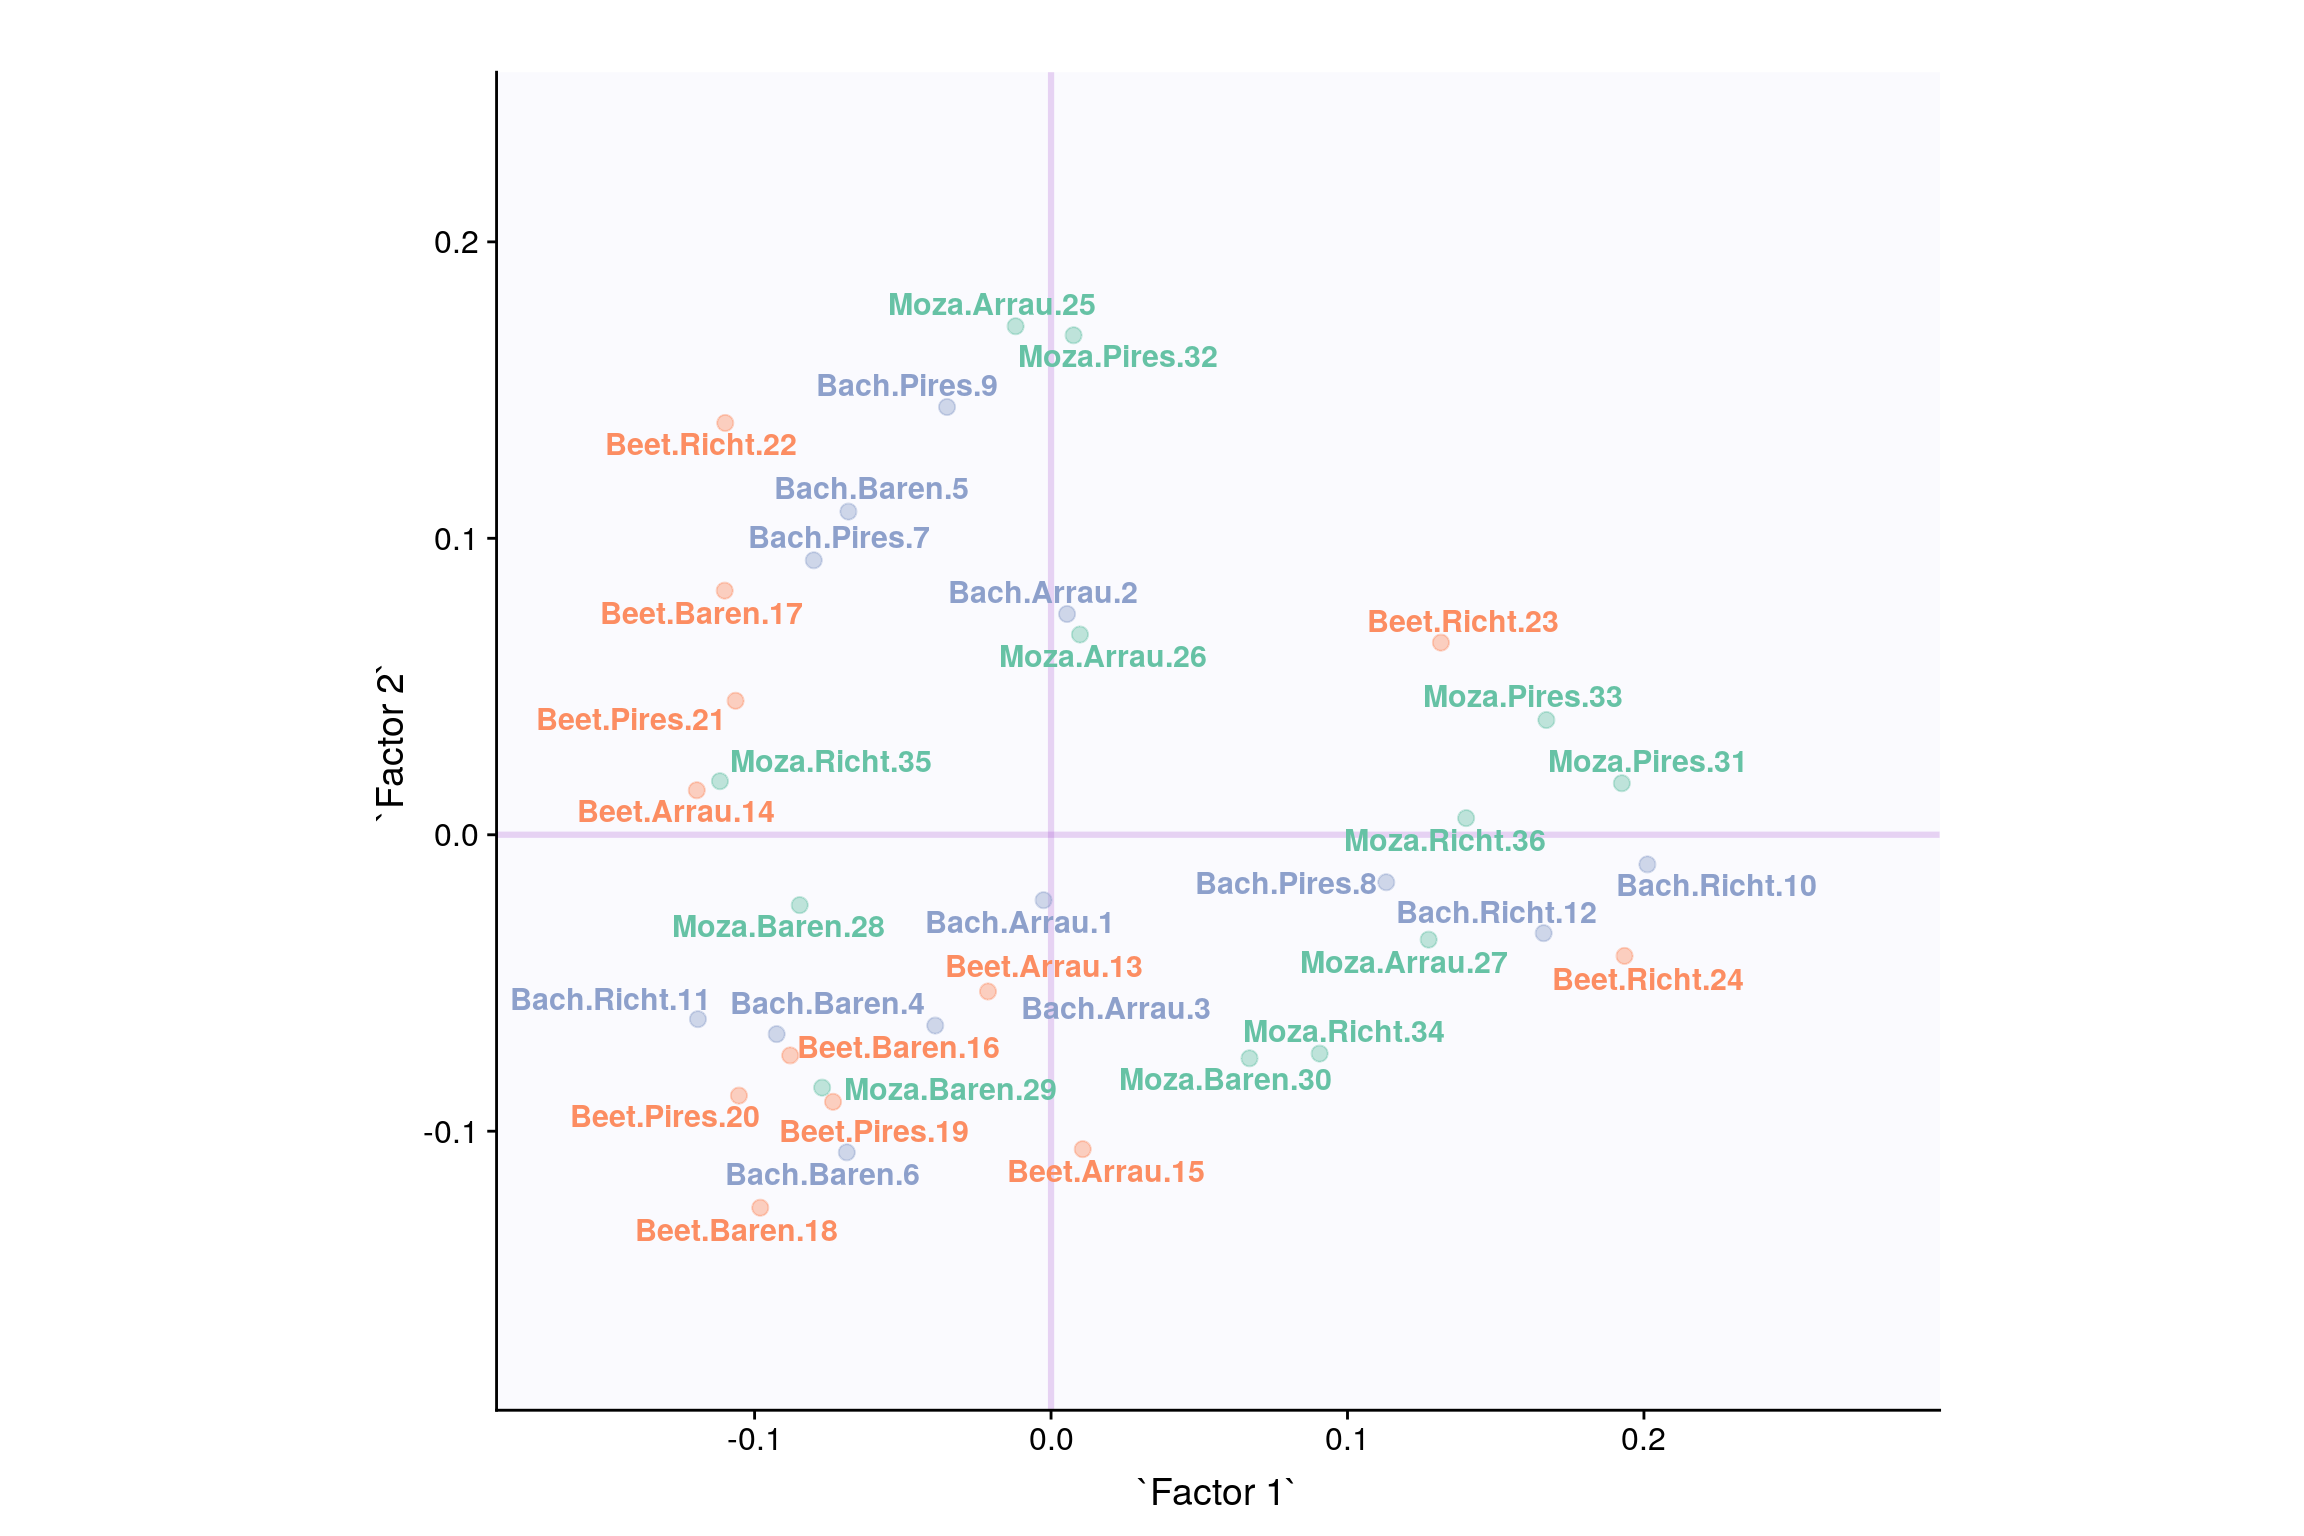 0.2
Moza.Arrau.25
Moza.Pires.32
Bach.Pires.9
Beet.Richt.22
Bach.Baren.5
0.1
Bach.Pires.7
Bach.Arrau.2
Beet.Baren.17
Beet.Richt.23
Moza.Arrau.26
Moza.Pires.33
Beet.Pires.21
`Factor 2`
Moza.Richt.35
Moza.Pires.31
Beet.Arrau.14
0.0
Moza.Richt.36
Bach.Pires.8
Bach.Richt.10
Bach.Richt.12
Bach.Arrau.1
Moza.Baren.28
Moza.Arrau.27
Beet.Arrau.13
Beet.Richt.24
Bach.Richt.11
Bach.Baren.4
Bach.Arrau.3
Moza.Richt.34
Beet.Baren.16
Moza.Baren.30
Moza.Baren.29
Beet.Pires.20
-0.1
Beet.Pires.19
Beet.Arrau.15
Bach.Baren.6
Beet.Baren.18
-0.1 0.0 0.1 0.2
`Factor 1`